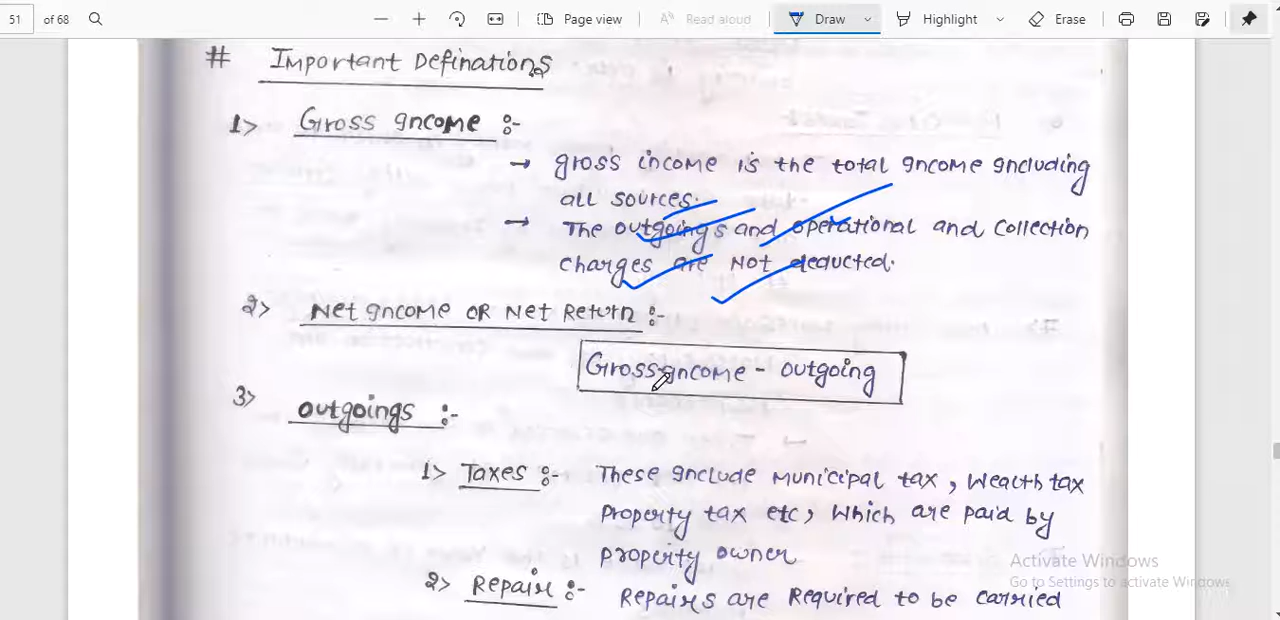 51 of 68 Page view Read aloud Draw Highlight Erase
# Important Definations
1> Gross Income :-
→ gross income is the total Income Including
all sources.
→ The outgoings and operational and collection
charges are NOT deducted.
2> Net Income OR Net Return :-
Gross Income - outgoing
3> outgoings :-
1> Taxes :- These Include Municipal tax, Wealth tax
Property tax etc, Which are paid by
property owner
2> Repair :- Repairs are Required to be carried
Activate Windows
Go to Settings to activate Windows.